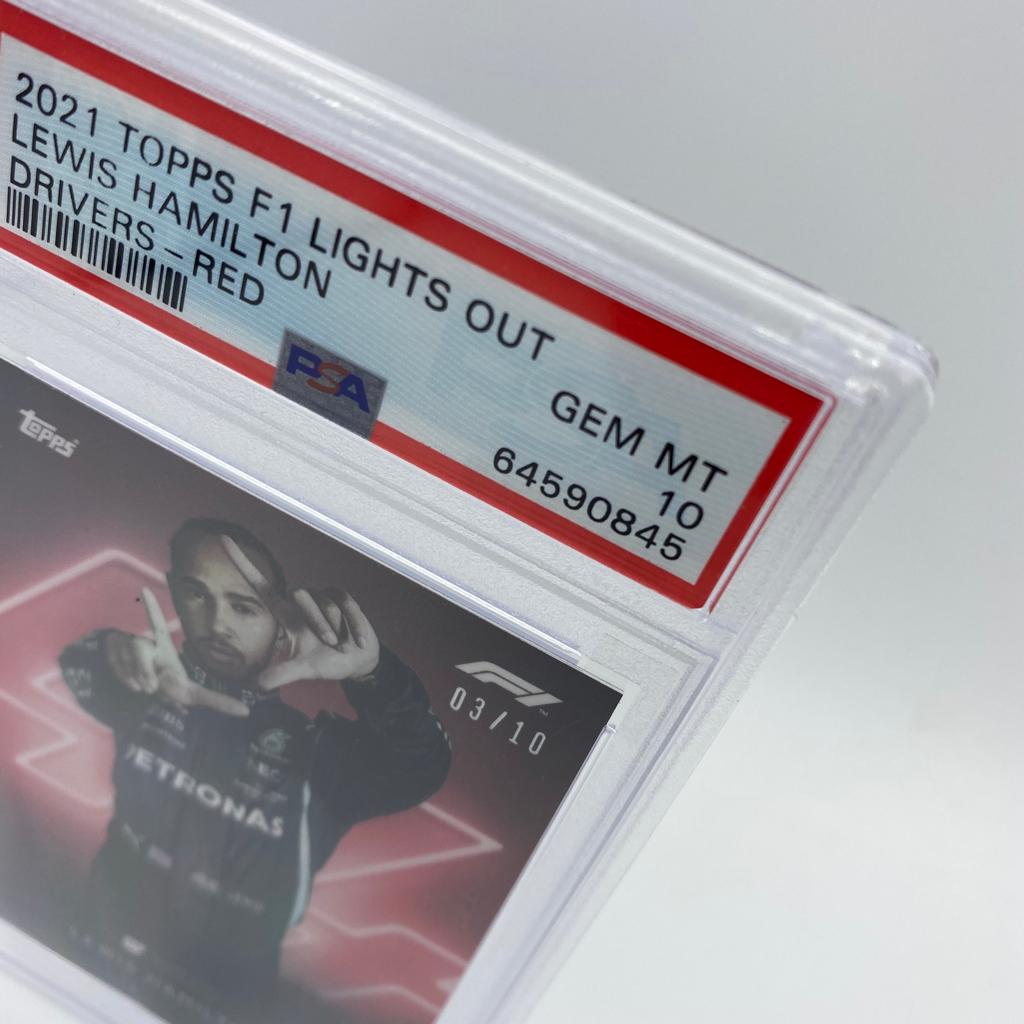 2021 TOPPS F1 LIGHTS OUT
LEWIS HAMILTON
DRIVERS – RED
GEM MT
10
64590845
PSA
Topps
F1
03/10
PETRONAS